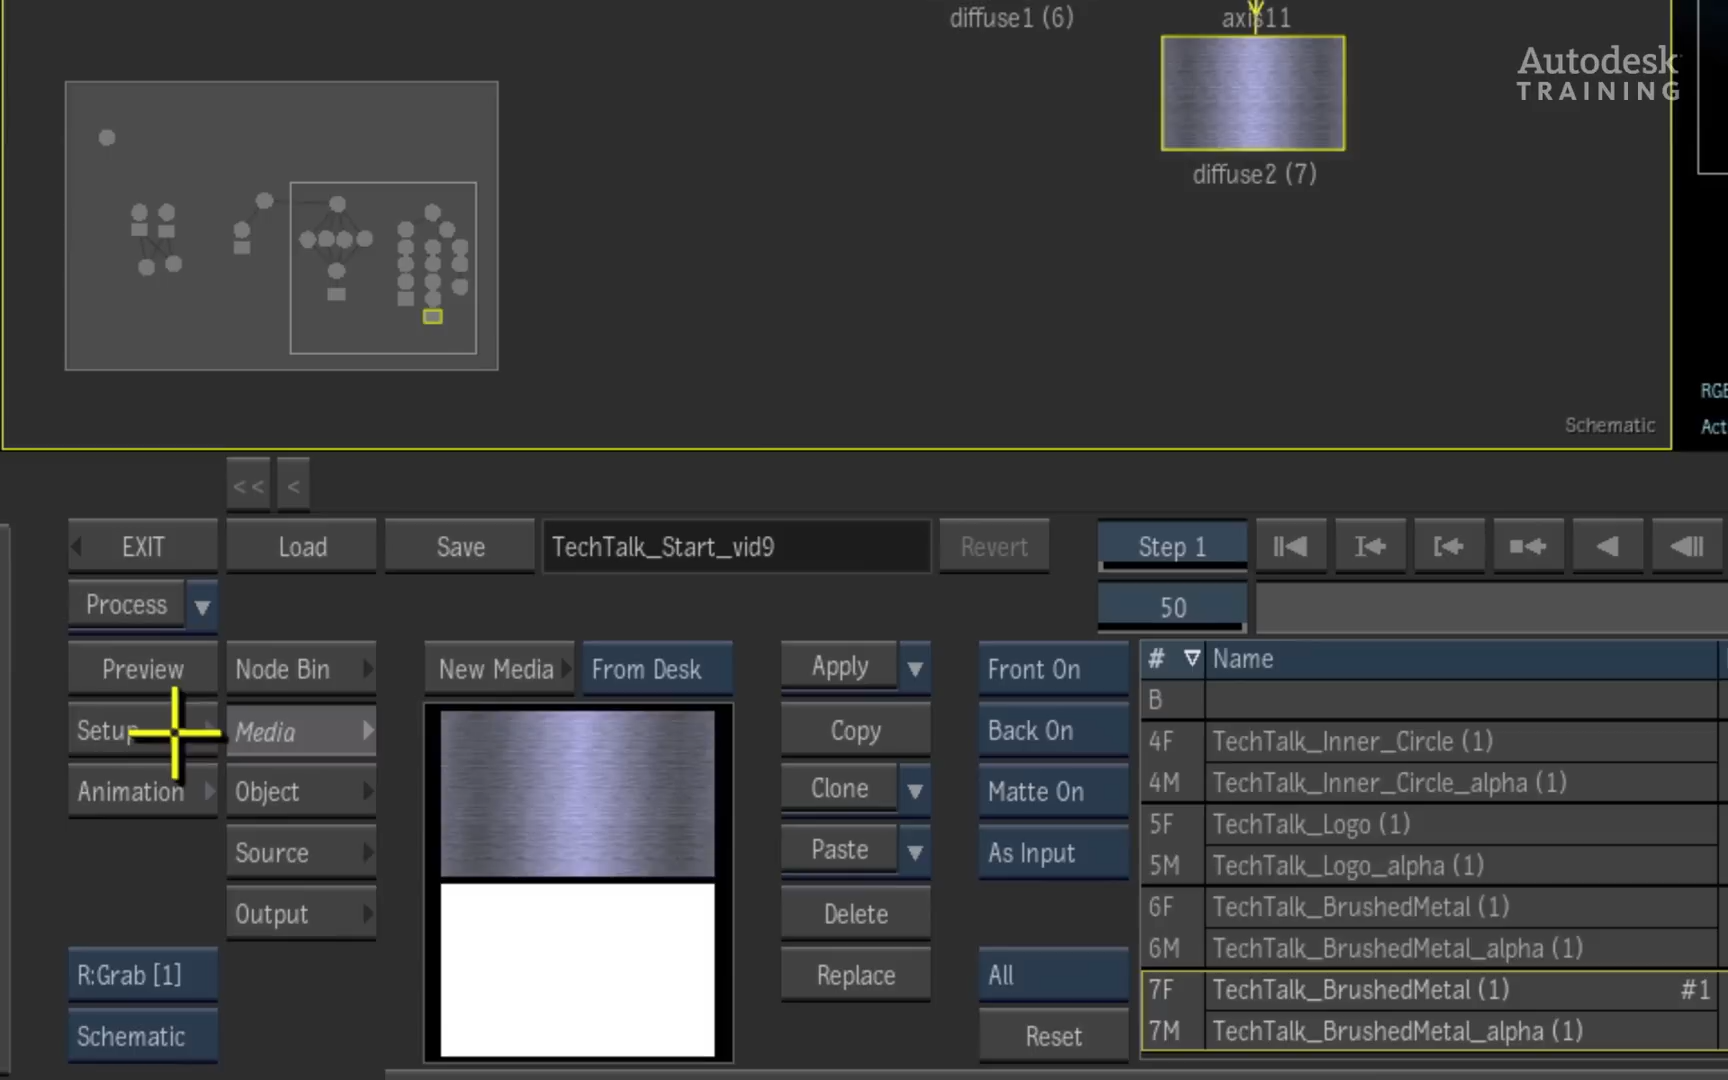 diffuse1 (6)
axis11
Autodesk
TRAINING
diffuse2 (7)
RGB
Act
Schematic
<< <
EXIT Load Save TechTalk_Start_vid9 Revert Step 1
Process 50
Preview Node Bin New Media From Desk Apply Front On # Name
B
Setup Media Copy Back On 4F TechTalk_Inner_Circle (1)
4M TechTalk_Inner_Circle_alpha (1)
Animation Object Clone Matte On
5F TechTalk_Logo (1)
Source Paste As Input 5M TechTalk_Logo_alpha (1)
6F TechTalk_BrushedMetal (1)
Output Delete
6M TechTalk_BrushedMetal_alpha (1)
R:Grab [1] Replace All 7F TechTalk_BrushedMetal (1) #1
Schematic Reset 7M TechTalk_BrushedMetal_alpha (1)